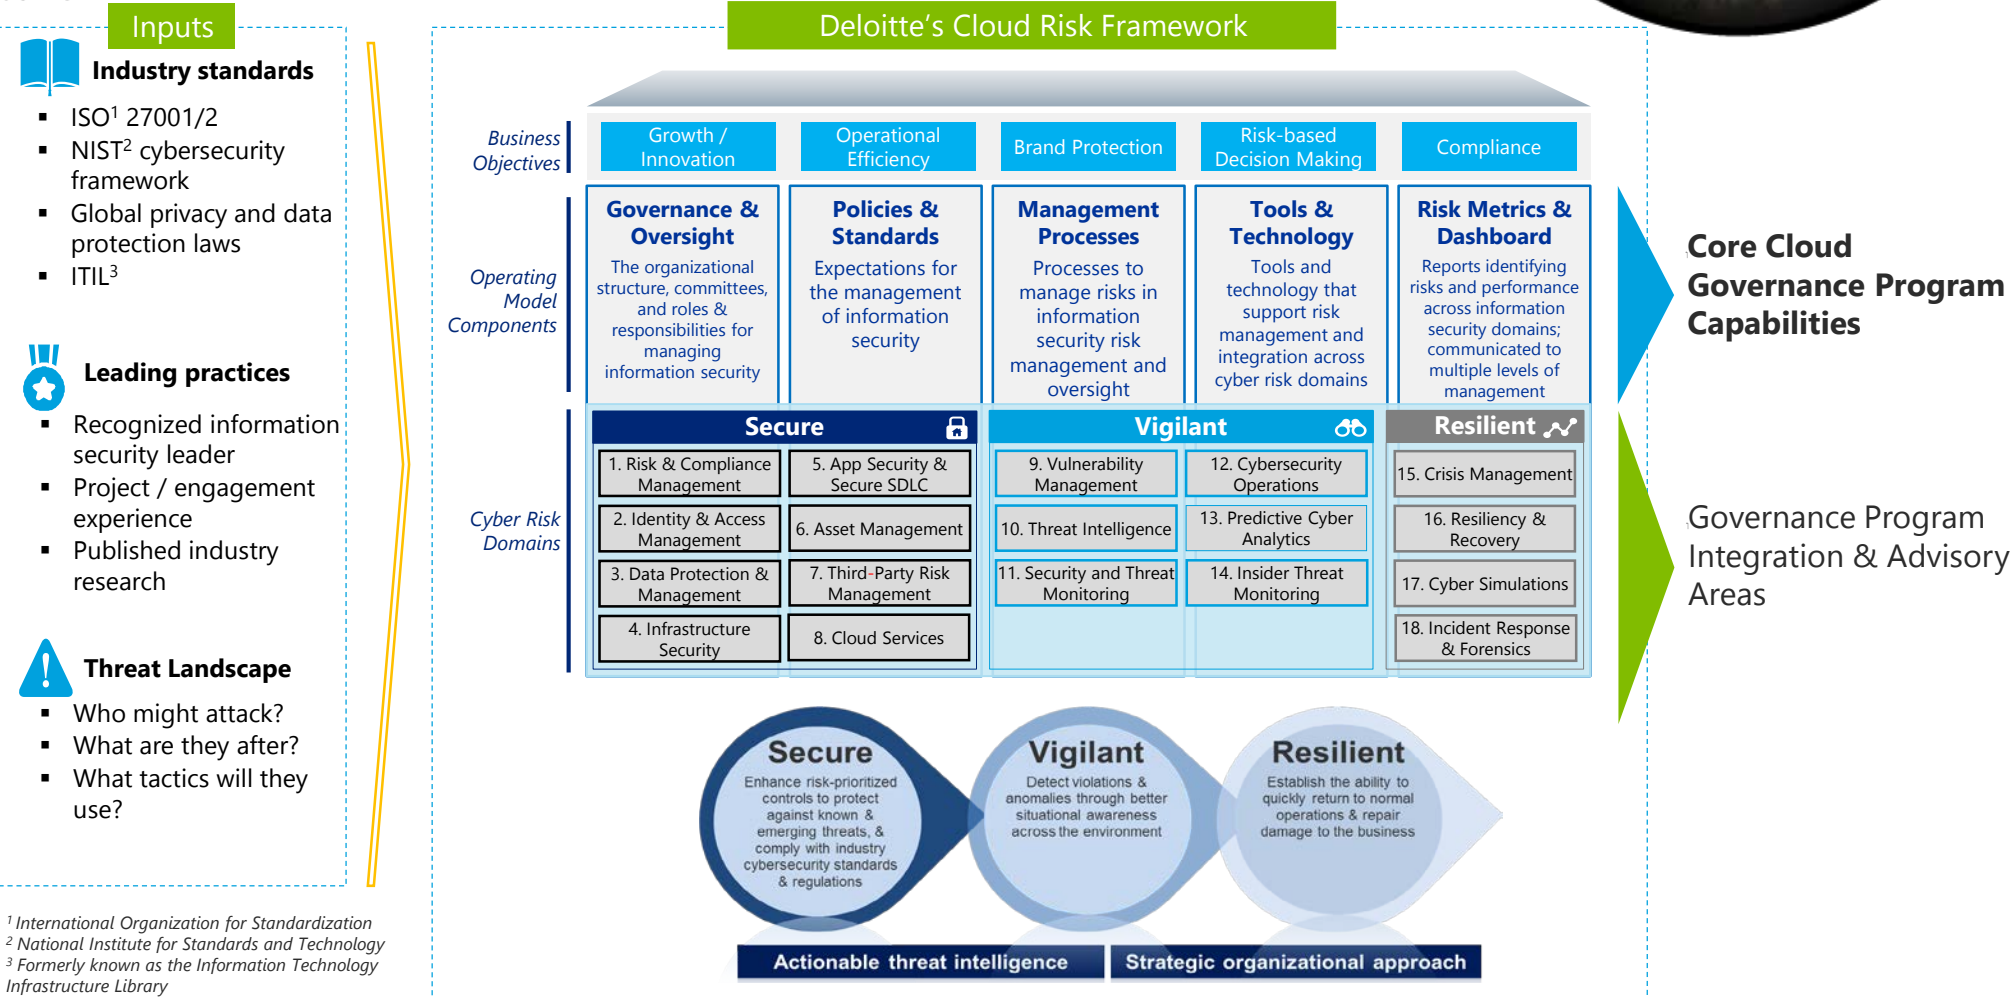 Inputs
Industry standards
▪ ISO¹ 27001/2
▪ NIST² cybersecurity
framework
▪ Global privacy and data
protection laws
▪ ITIL³
Leading practices
▪ Recognized information
security leader
▪ Project / engagement
experience
▪ Published industry
research
Threat Landscape
▪ Who might attack?
▪ What are they after?
▪ What tactics will they
use?
¹ International Organization for Standardization
² National Institute for Standards and Technology
³ Formerly known as the Information Technology
Infrastructure Library
Deloitte's Cloud Risk Framework
Business
Objectives
Growth /
Innovation
Operational
Efficiency
Brand Protection
Risk-based
Decision Making
Compliance
Operating
Model
Components
Governance &
Oversight
The organizational
structure, committees,
and roles &
responsibilities for
managing
information security
Policies &
Standards
Expectations for
the management
of information
security
Management
Processes
Processes to
manage risks in
information
security risk
management and
oversight
Tools &
Technology
Tools and
technology that
support risk
management and
integration across
cyber risk domains
Risk Metrics &
Dashboard
Reports identifying
risks and performance
across information
security domains;
communicated to
multiple levels of
management
Cyber Risk
Domains
Secure
1. Risk & Compliance
Management
2. Identity & Access
Management
3. Data Protection &
Management
4. Infrastructure
Security
5. App Security &
Secure SDLC
6. Asset Management
7. Third-Party Risk
Management
8. Cloud Services
Vigilant
9. Vulnerability
Management
10. Threat Intelligence
11. Security and Threat
Monitoring
12. Cybersecurity
Operations
13. Predictive Cyber
Analytics
14. Insider Threat
Monitoring
Resilient
15. Crisis Management
16. Resiliency &
Recovery
17. Cyber Simulations
18. Incident Response
& Forensics
Secure
Enhance risk-prioritized
controls to protect
against known &
emerging threats, &
comply with industry
cybersecurity standards
& regulations
Vigilant
Detect violations &
anomalies through better
situational awareness
across the environment
Resilient
Establish the ability to
quickly return to normal
operations & repair
damage to the business
Actionable threat intelligence
Strategic organizational approach
Core Cloud
Governance Program
Capabilities
Governance Program
Integration & Advisory
Areas